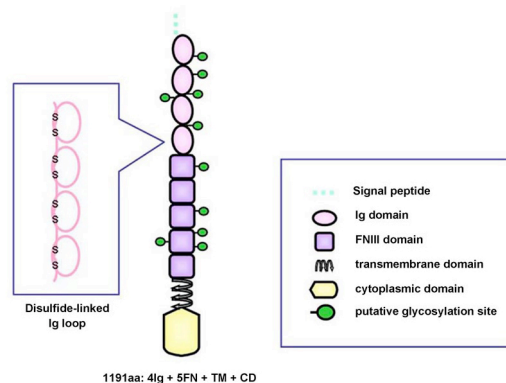 S
S
S
S
S
S
S
S
Disulfide-linked
Ig loop
Signal peptide
Ig domain
FNIII domain
transmembrane domain
cytoplasmic domain
putative glycosylation site
1191aa: 4Ig + 5FN + TM + CD